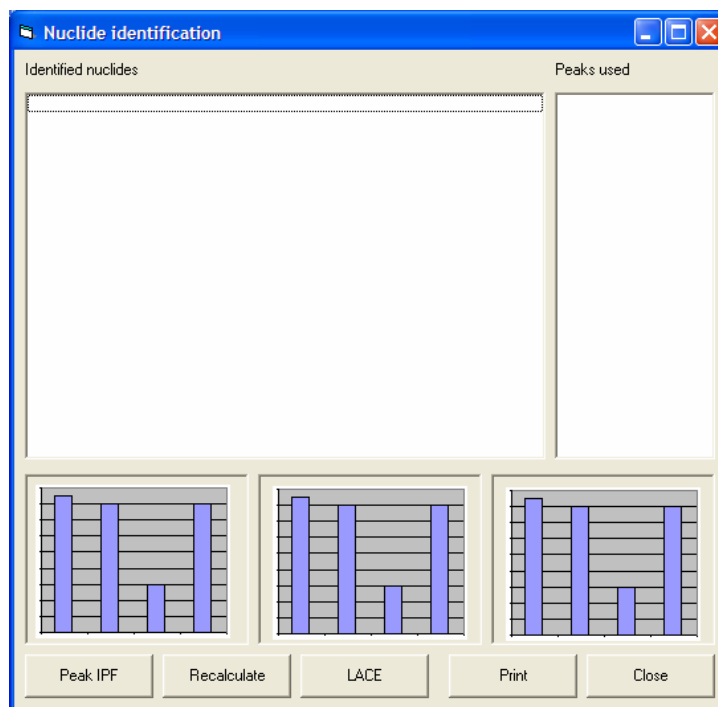 Nuclide identification
Identified nuclides
Peaks used
Peak IPF
Recalculate
LACE
Print
Close